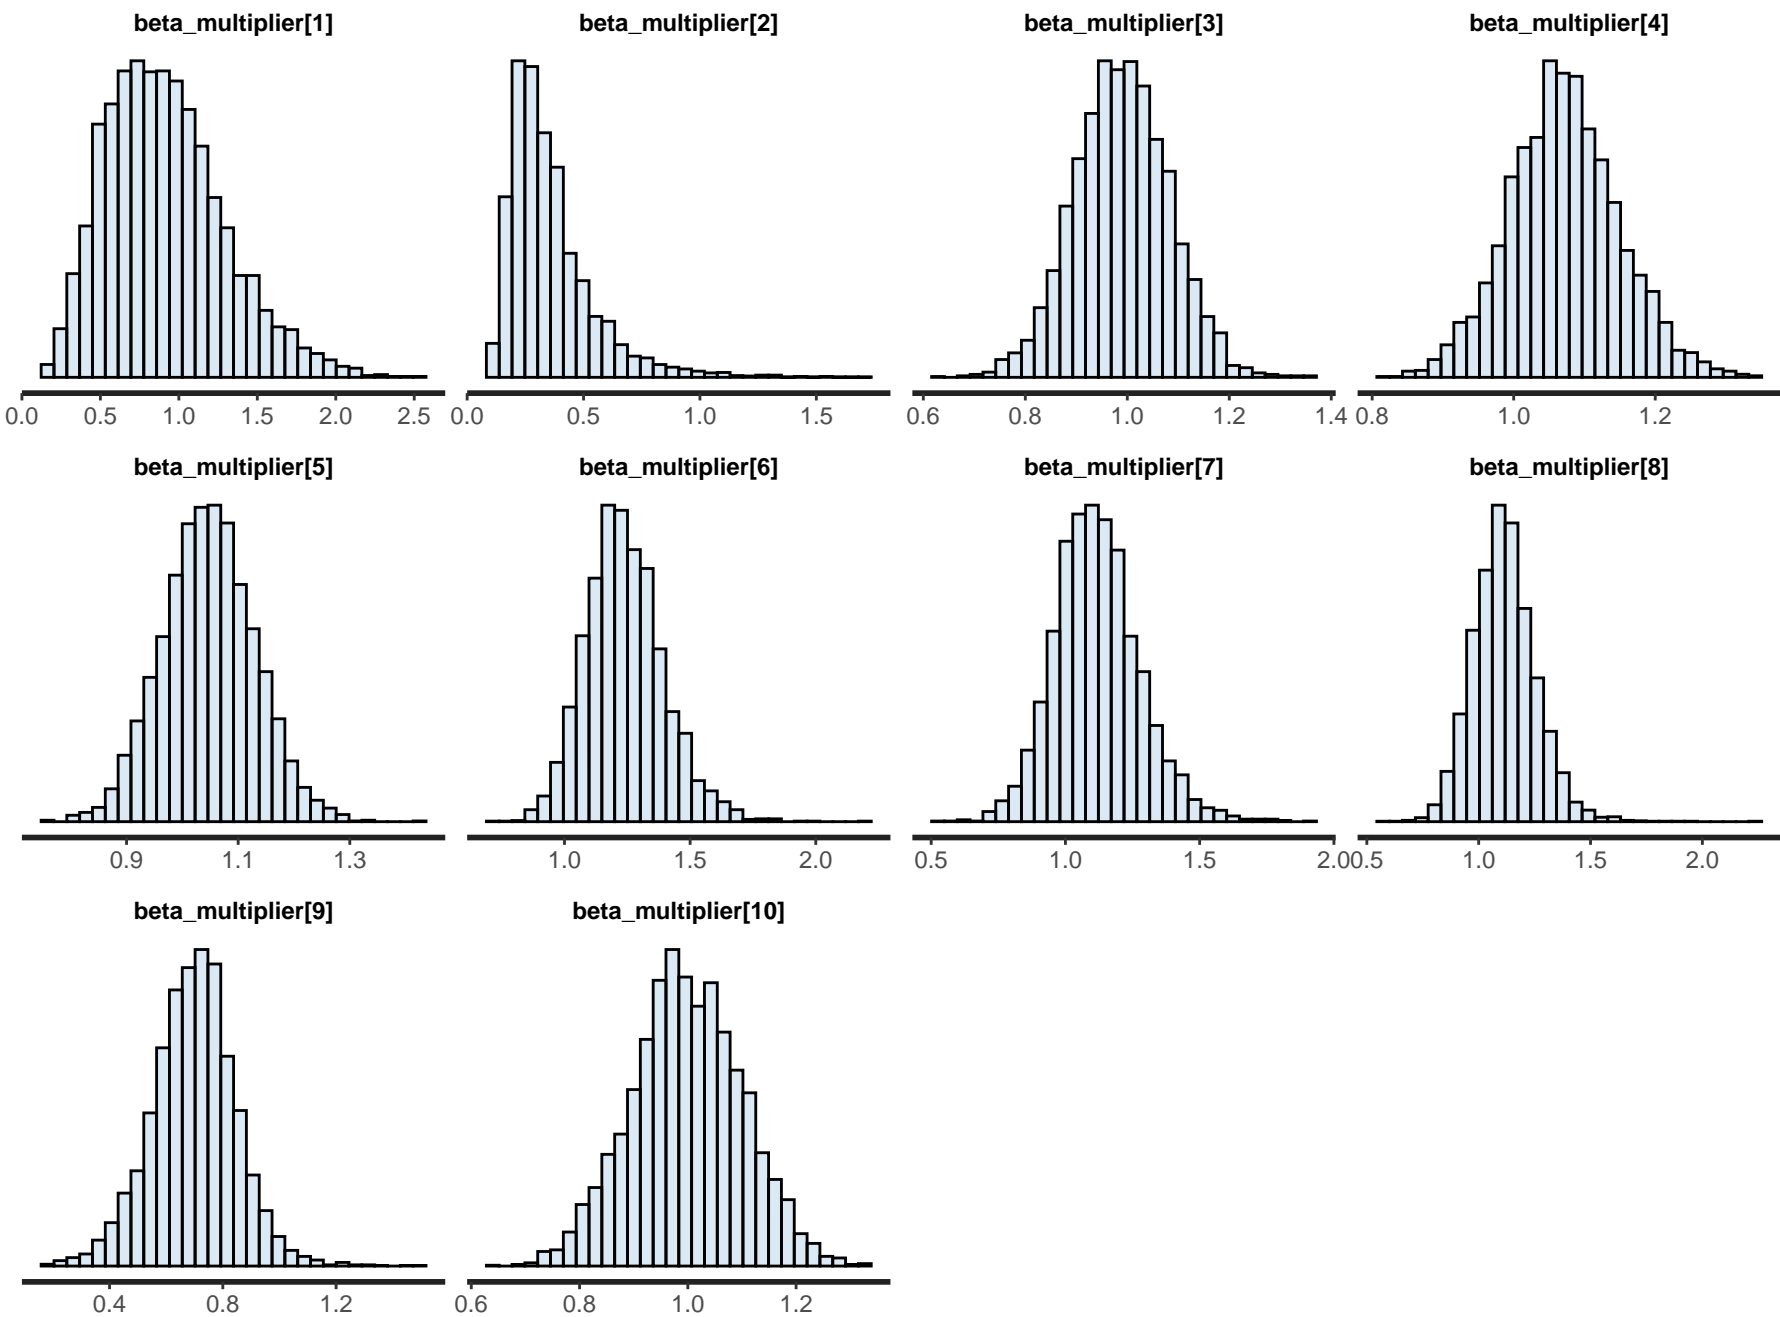 beta_multiplier[1] beta_multiplier[2] beta_multiplier[3] beta_multiplier[4]
0.0 0.5 1.0 1.5 2.0 2.5 0.0 0.5 1.0 1.5 0.6 0.8 1.0 1.2 1.4 0.8 1.0 1.2
beta_multiplier[5] beta_multiplier[6] beta_multiplier[7] beta_multiplier[8]
0.9 1.1 1.3 1.0 1.5 2.0 0.5 1.0 1.5 2.0 0.5 1.0 1.5 2.0
beta_multiplier[9] beta_multiplier[10]
0.4 0.8 1.2 0.6 0.8 1.0 1.2